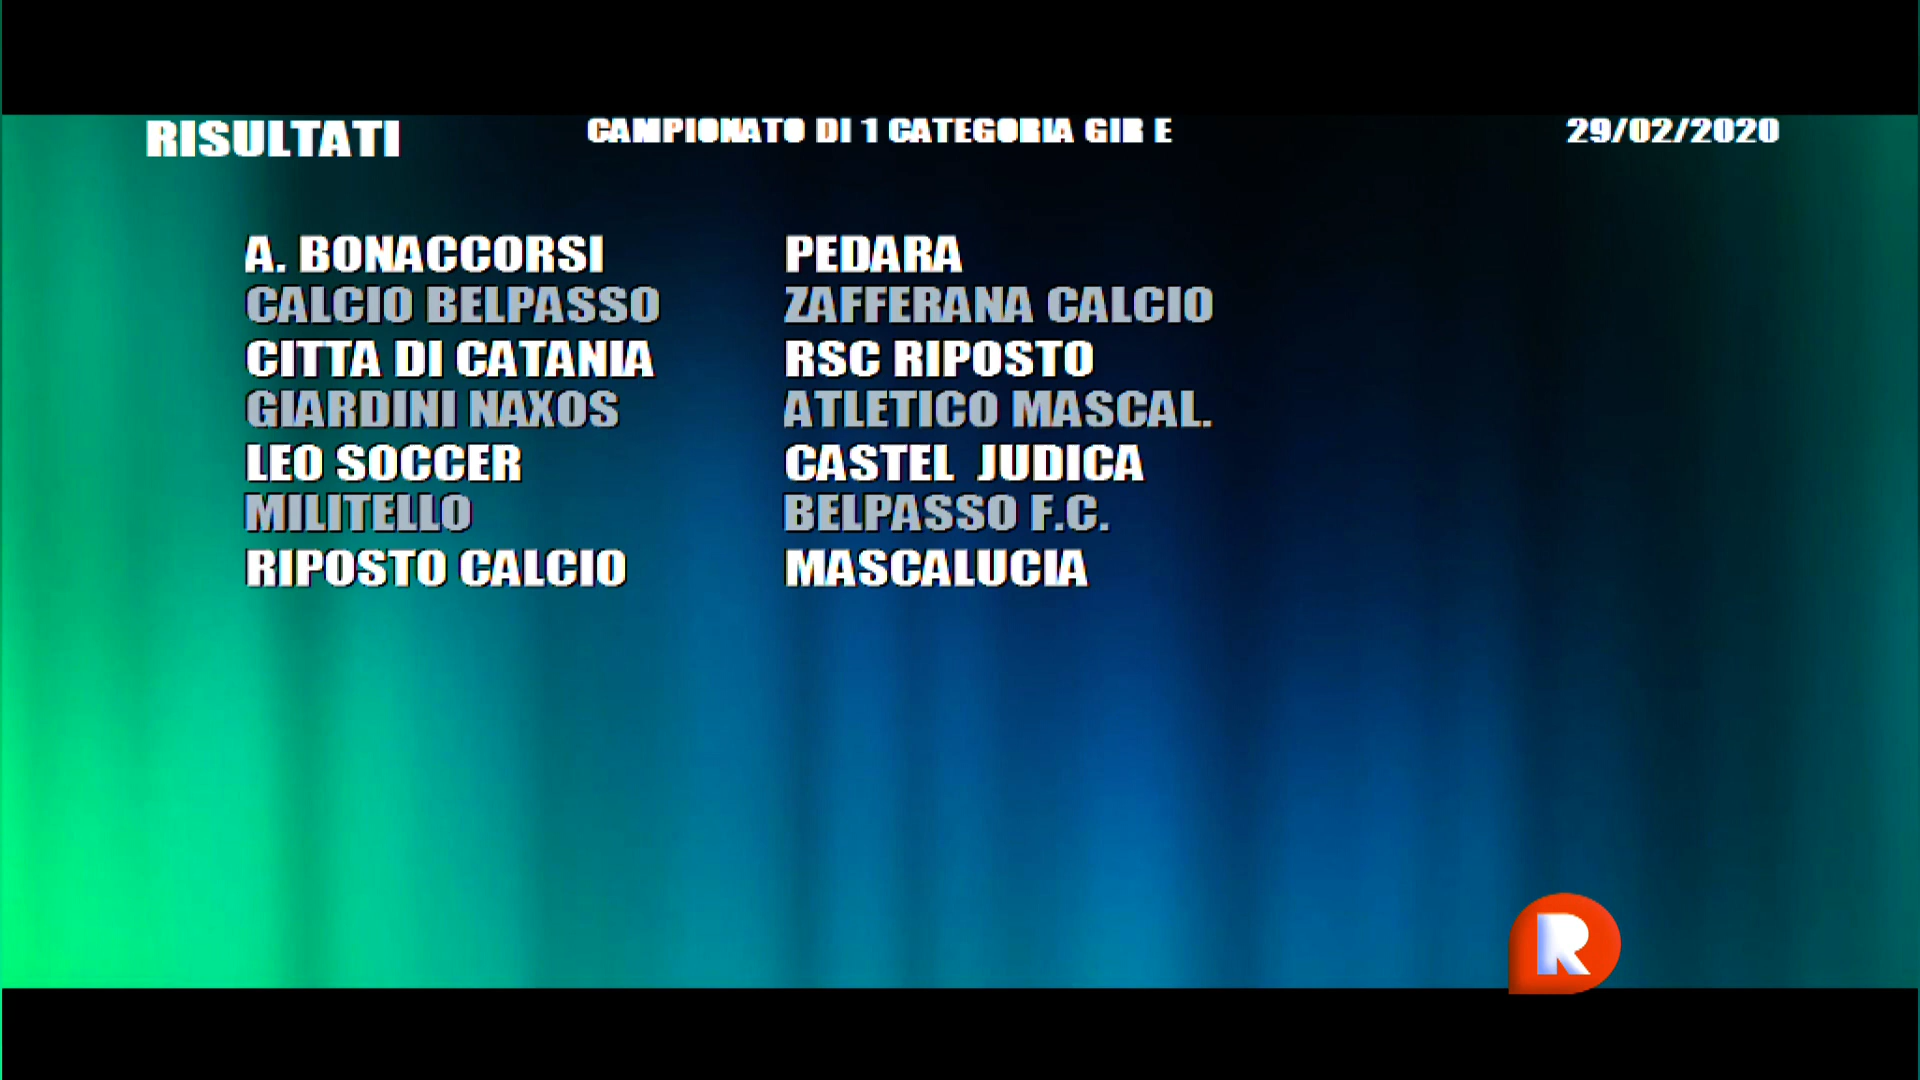 RISULTATI CAMPIONATO DI 1 CATEGORIA GIR E 29/02/2020
A. BONACCORSI PEDARA
CALCIO BELPASSO ZAFFERANA CALCIO
CITTA DI CATANIA RSC RIPOSTO
GIARDINI NAXOS ATLETICO MASCAL.
LEO SOCCER CASTEL JUDICA
MILITELLO BELPASSO F.C.
RIPOSTO CALCIO MASCALUCIA
R